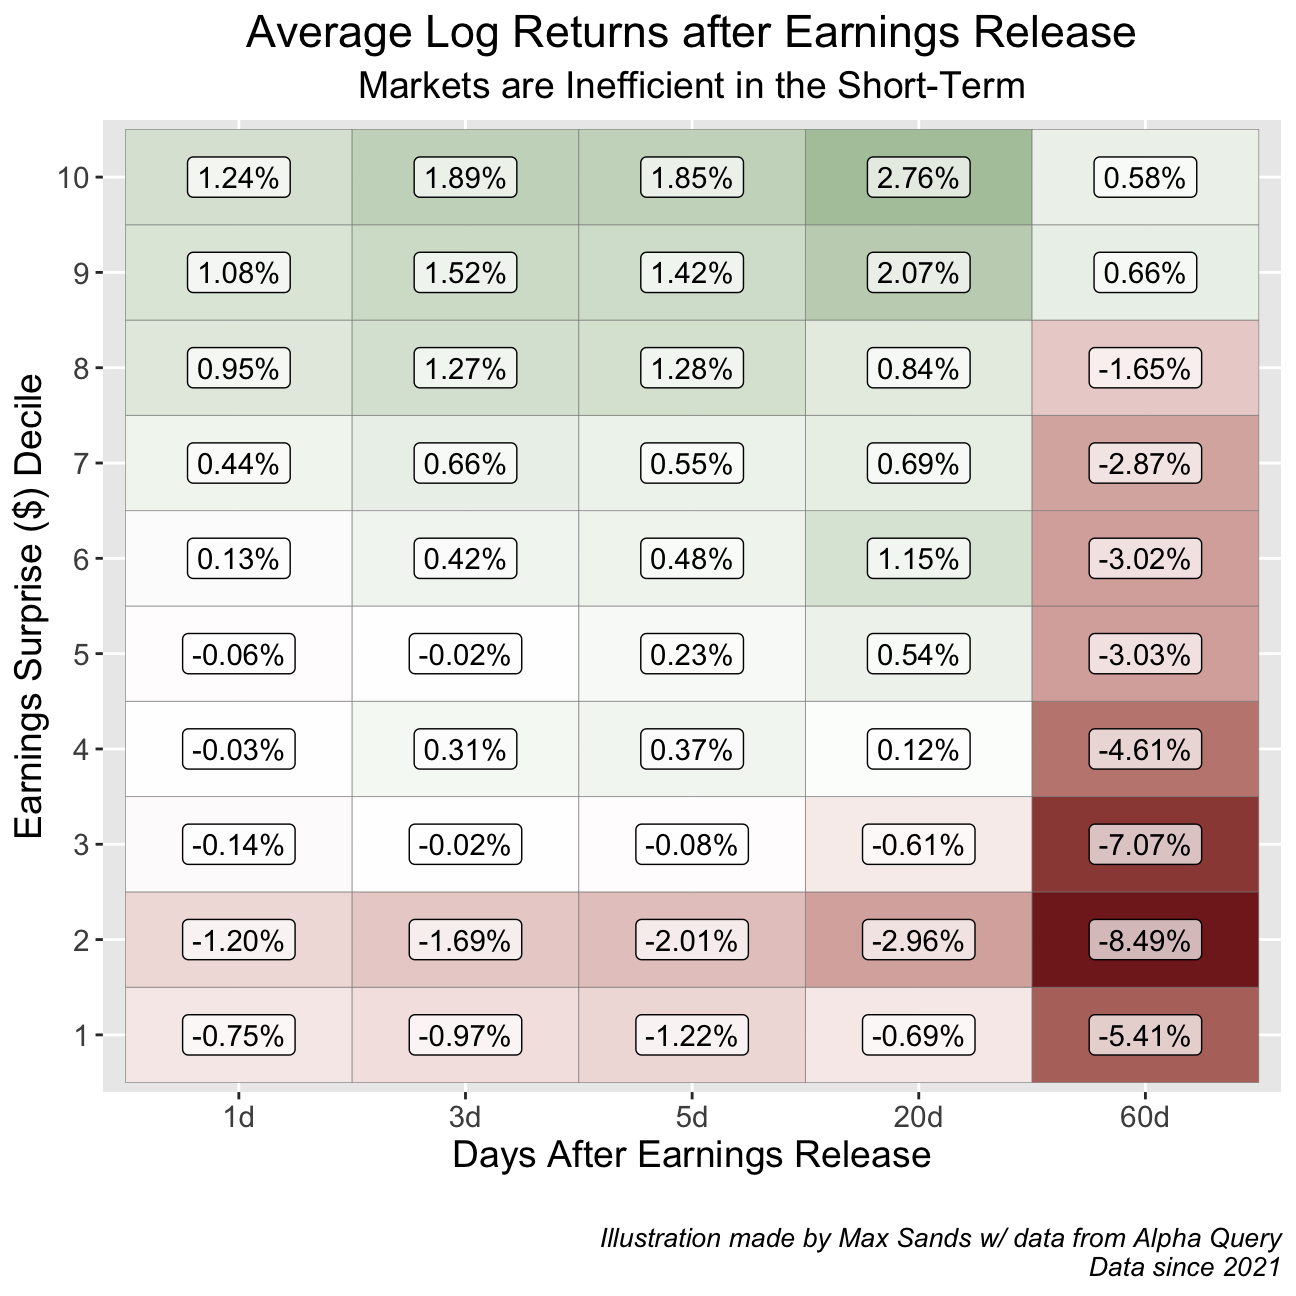 Average Log Returns after Earnings Release
Markets are Inefficient in the Short-Term
Earnings Surprise ($) Decile
10 1.24% 1.89% 1.85% 2.76% 0.58%
9 1.08% 1.52% 1.42% 2.07% 0.66%
8 0.95% 1.27% 1.28% 0.84% -1.65%
7 0.44% 0.66% 0.55% 0.69% -2.87%
6 0.13% 0.42% 0.48% 1.15% -3.02%
5 -0.06% -0.02% 0.23% 0.54% -3.03%
4 -0.03% 0.31% 0.37% 0.12% -4.61%
3 -0.14% -0.02% -0.08% -0.61% -7.07%
2 -1.20% -1.69% -2.01% -2.96% -8.49%
1 -0.75% -0.97% -1.22% -0.69% -5.41%
1d 3d 5d 20d 60d
Days After Earnings Release
Illustration made by Max Sands w/ data from Alpha Query
Data since 2021